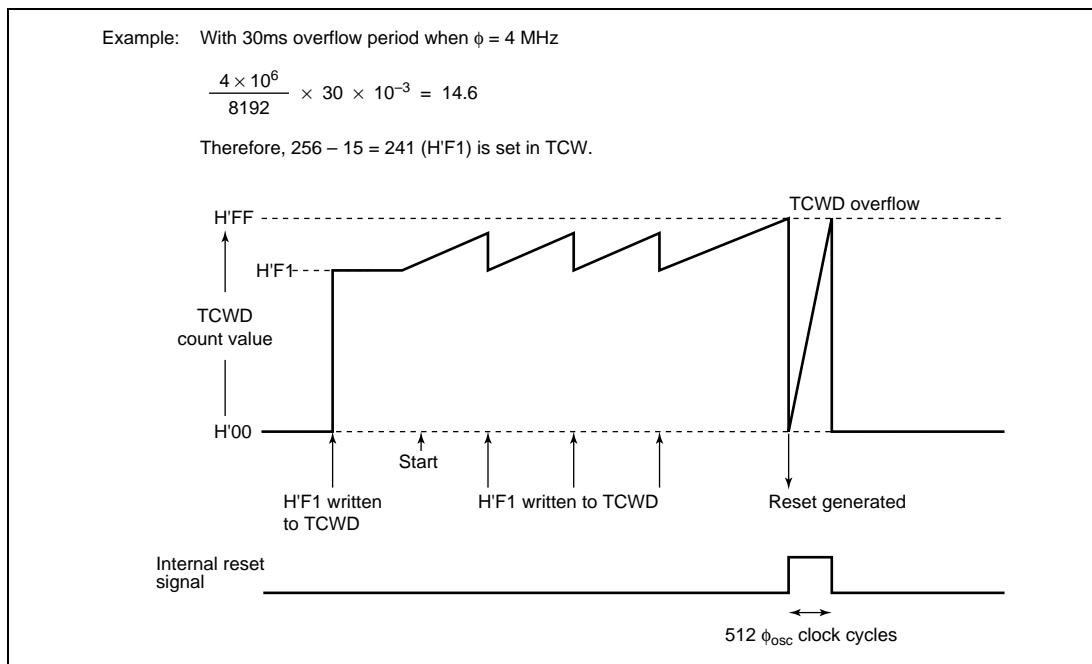 Example: With 30ms overflow period when ϕ = 4 MHz
4 × 10⁶
8192
× 30 × 10⁻³ = 14.6
Therefore, 256 – 15 = 241 (H'F1) is set in TCW.
TCWD overflow
H'FF
H'F1
TCWD
count value
H'00
Start
H'F1 written
to TCWD
H'F1 written to TCWD
Reset generated
Internal reset
signal
512 ϕosc clock cycles